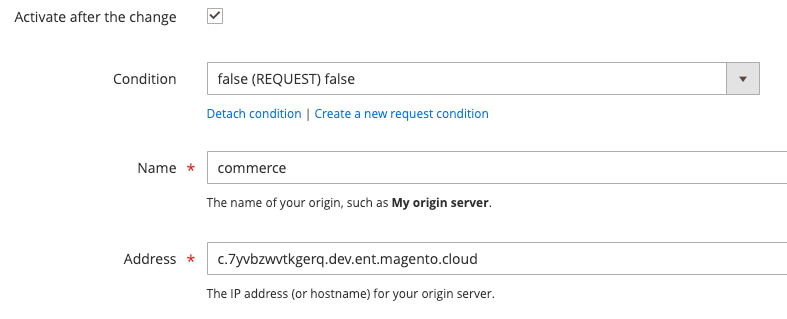 Activate after the change
Condition
false (REQUEST) false
Detach condition | Create a new request condition
Name *
commerce
The name of your origin, such as My origin server.
Address *
c.7yvbzwvtkgerq.dev.ent.magento.cloud
The IP address (or hostname) for your origin server.